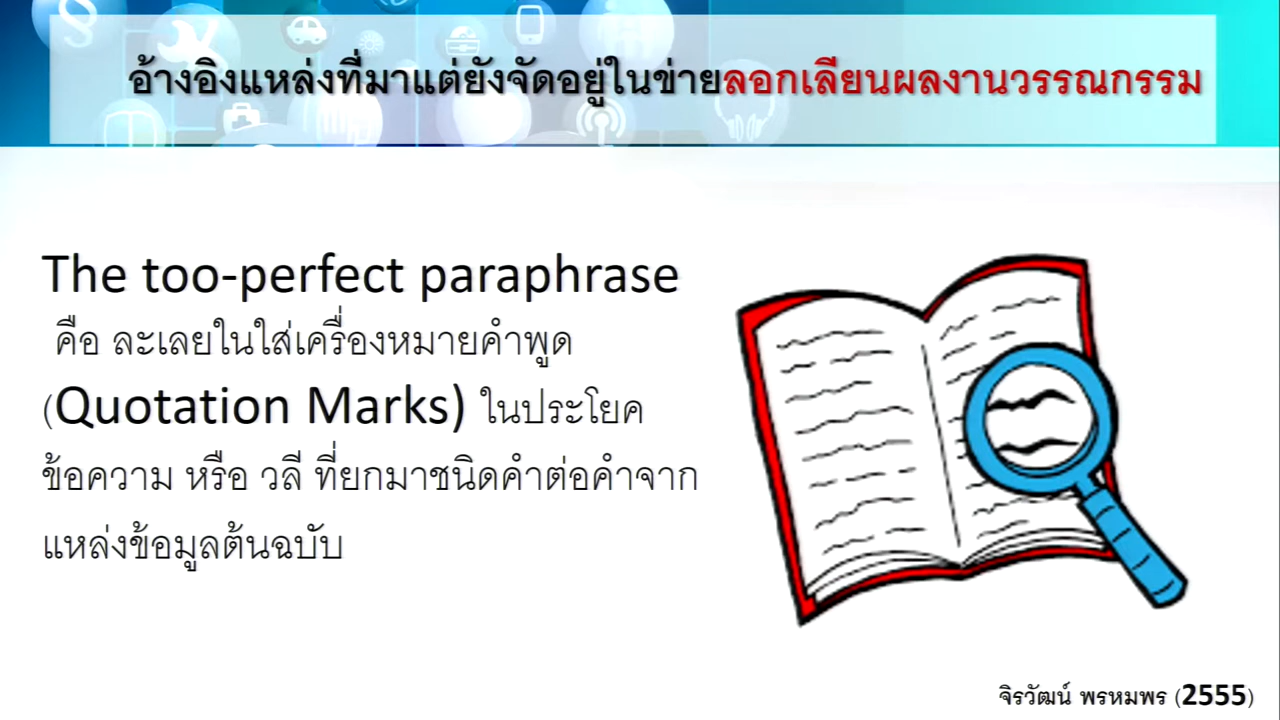 อ้างอิงแหล่งที่มาแต่ยังจัดอยู่ในข่ายลอกเลียนผลงานวรรณกรรม
The too-perfect paraphrase
คือ ละเลยในใส่เครื่องหมายคำพูด
(Quotation Marks) ในประโยค
ข้อความ หรือ วลี ที่ยกมาชนิดคำต่อคำจาก
แหล่งข้อมูลต้นฉบับ
จิรวัฒน์ พรหมพร (2555)